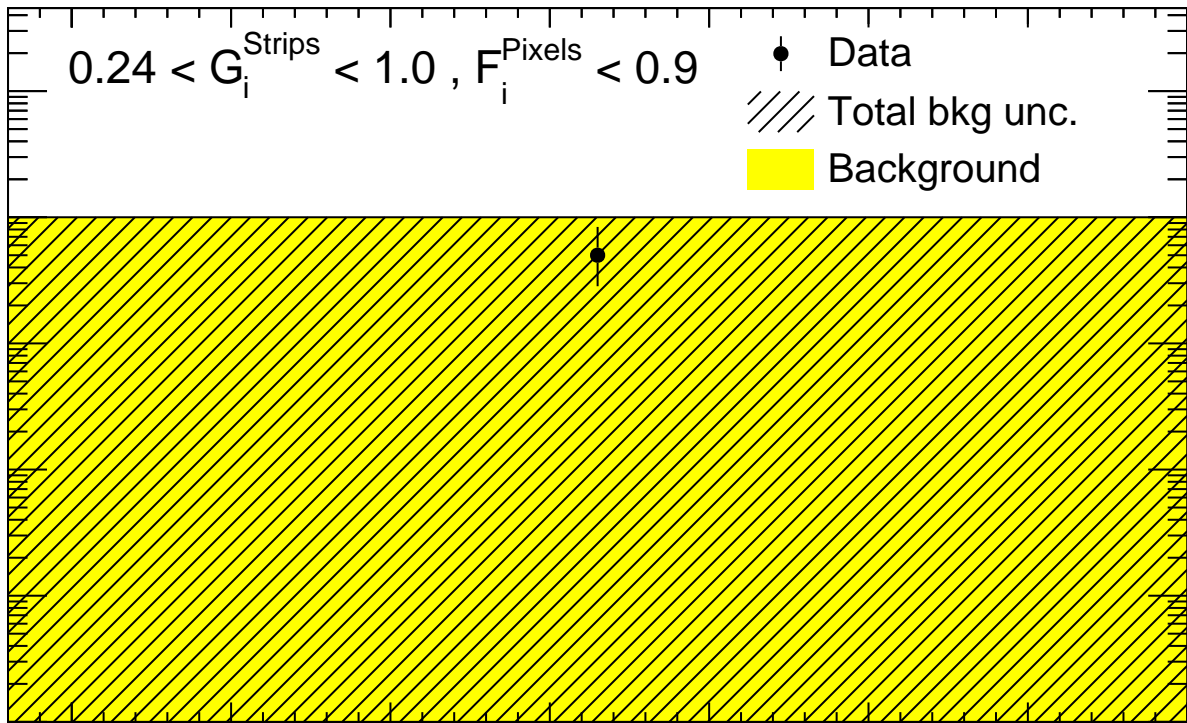 0.24 < G_i^Strips < 1.0 , F_i^Pixels < 0.9
Data
Total bkg unc.
Background